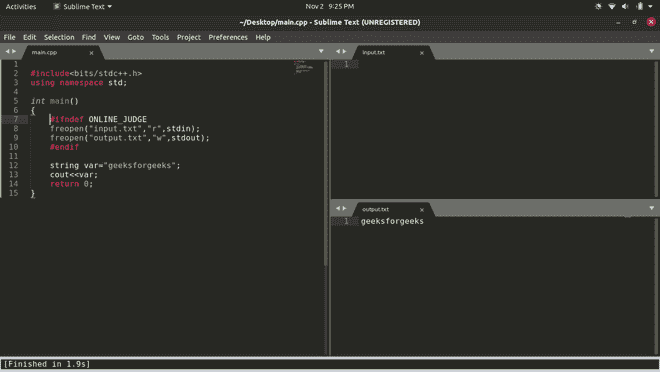 Activities Sublime Text Nov 2 9:25 PM
~/Desktop/main.cpp - Sublime Text (UNREGISTERED)
File Edit Selection Find View Goto Tools Project Preferences Help
main.cpp
1
2 #include<bits/stdc++.h>
3 using namespace std;
4
5 int main()
6 {
7 #ifndef ONLINE_JUDGE
8 freopen("input.txt","r",stdin);
9 freopen("output.txt","w",stdout);
10 #endif
11
12 string var="geeksforgeeks";
13 cout<<var;
14 return 0;
15 }
input.txt
1
output.txt
1 geeksforgeeks
[Finished in 1.9s]